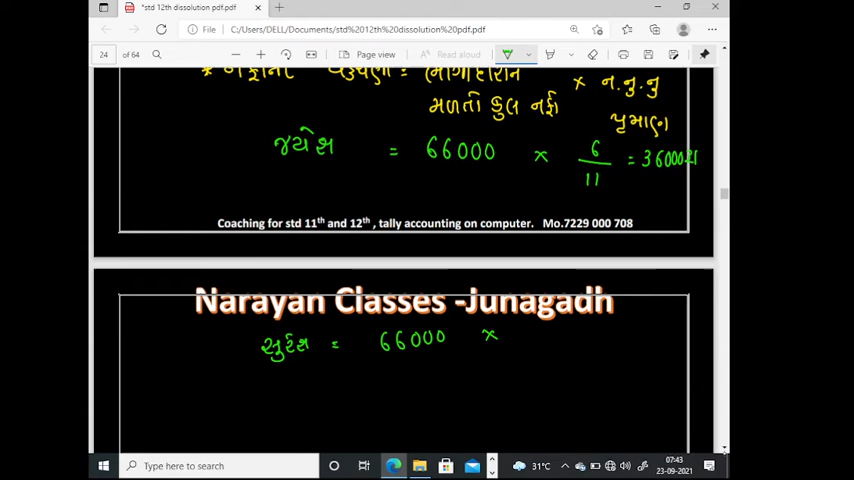 *std 12th dissolution pdf.pdf
File C:/Users/DELL/Documents/std%2012th%20dissolution%20pdf.pdf
24 of 64 Page view Read aloud
મળતો કુલ નફો × ન.નુ.નુ
પ્રમાણ
જયેશ = 66000 × 6/11 = 36000
Coaching for std 11th and 12th , tally accounting on computer. Mo.7229 000 708
Narayan Classes -Junagadh
સુરેશ = 66000 ×
Type here to search 31°C 07:43
23-09-2021